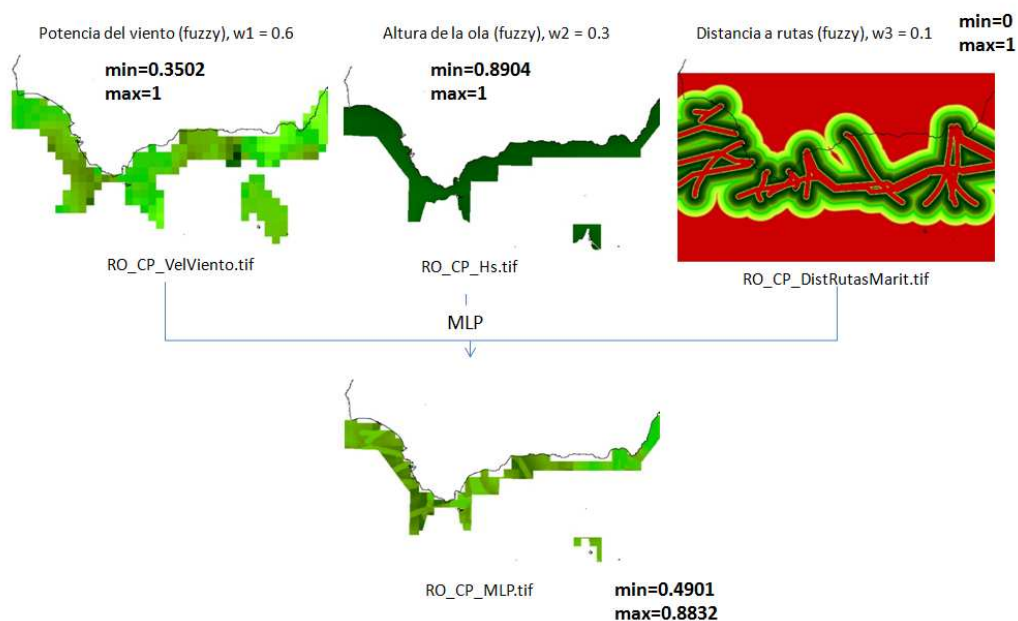 Potencia del viento (fuzzy), w1 = 0.6
min=0.3502
max=1
RO_CP_VelViento.tif
Altura de la ola (fuzzy), w2 = 0.3
min=0.8904
max=1
RO_CP_Hs.tif
Distancia a rutas (fuzzy), w3 = 0.1
min=0
max=1
RO_CP_DistRutasMarit.tif
MLP
RO_CP_MLP.tif
min=0.4901
max=0.8832